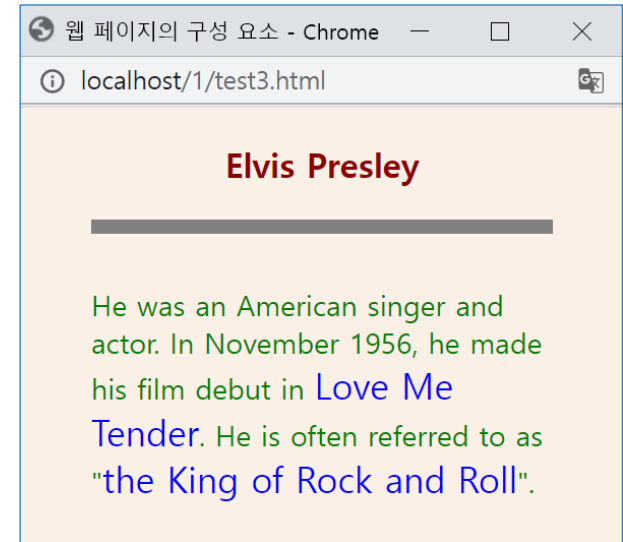 웹 페이지의 구성 요소 - Chrome
localhost/1/test3.html
Elvis Presley
He was an American singer and
actor. In November 1956, he made
his film debut in Love Me
Tender. He is often referred to as
"the King of Rock and Roll".